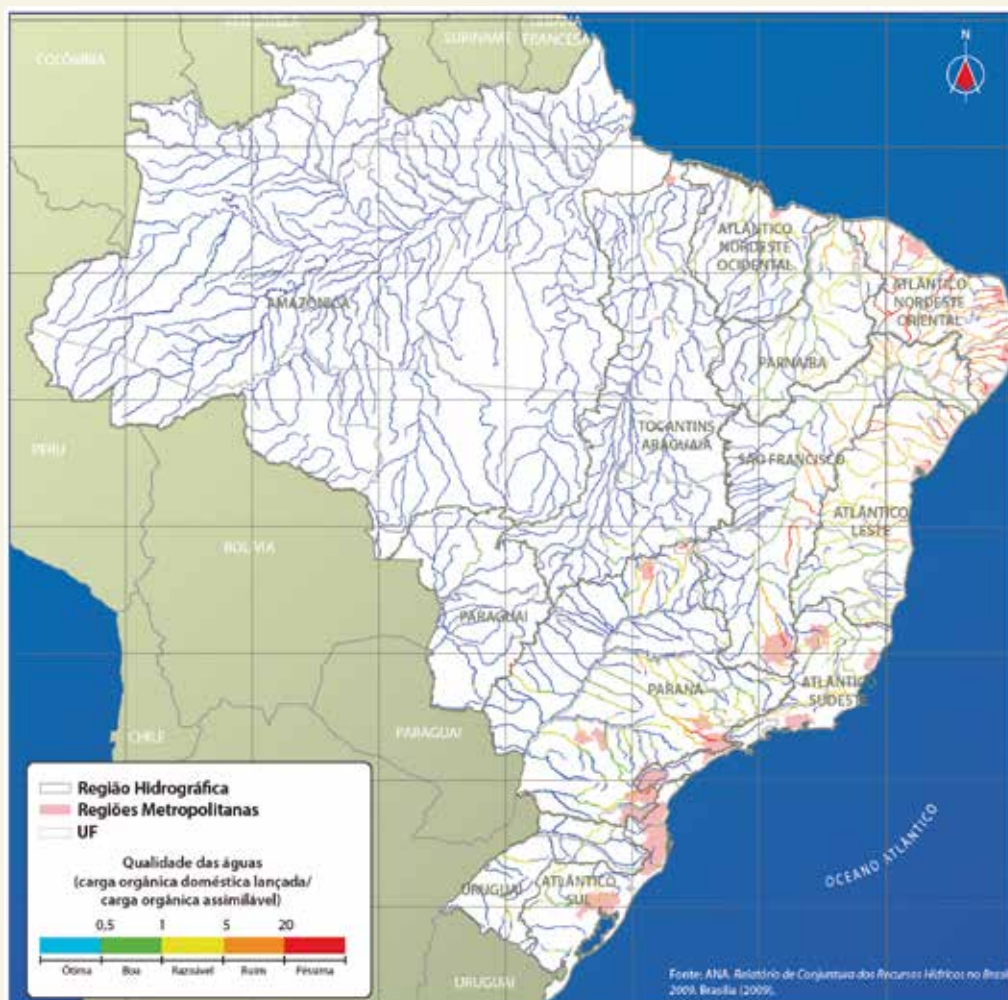 COLÔMBIA
SURINAME
FRANCESA
N
ATLÂNTICO
NORDESTE
OCIDENTAL
ATLÂNTICO
NORDESTE
ORIENTAL
AMAZÔNICA
PARNAÍBA
PERU
TOCANTINS
ARAGUAIA
SÃO FRANCISCO
ATLÂNTICO
LESTE
BOLÍVIA
PARAGUAI
PARANÁ
ATLÂNTICO
SUDESTE
CHILE
PARAGUAI
Região Hidrográfica
Regiões Metropolitanas
UF
Qualidade das águas
(carga orgânica doméstica lançada/
carga orgânica assimilável)
0,5 1 5 20
Ótima Boa Razoável Ruim Péssima
URUGUAI
ATLÂNTICO
SUL
URUGUAI
OCEANO ATLÂNTICO
Fonte: ANA. Relatório de Conjuntura dos Recursos Hídricos no Brasil
2009. Brasília (2009).